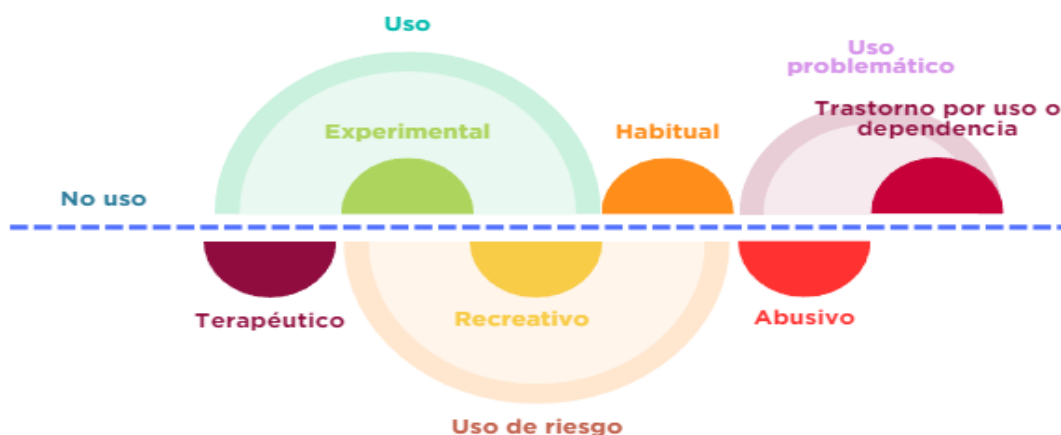 Uso
Uso
problemático
Experimental
Habitual
Trastorno por uso o
dependencia
No uso
Terapéutico
Recreativo
Abusivo
Uso de riesgo